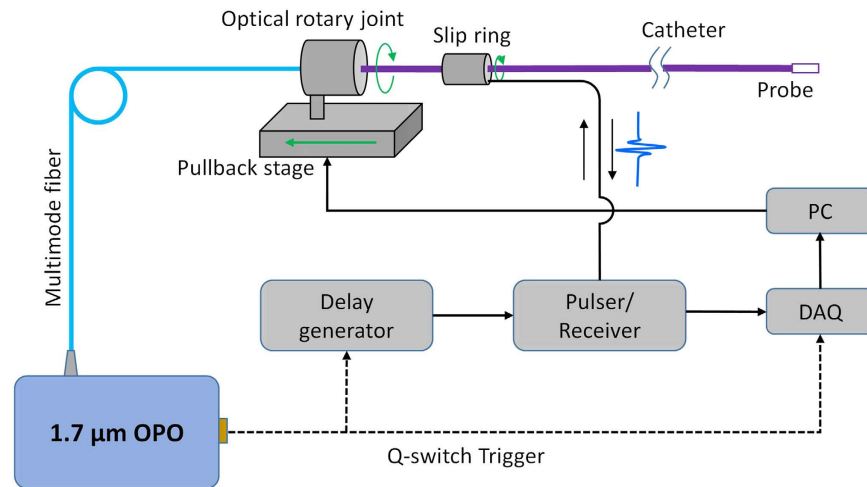 Optical rotary joint
Slip ring
Catheter
Probe
Pullback stage
Multimode fiber
PC
Delay
generator
Pulser/
Receiver
DAQ
1.7 μm OPO
Q-switch Trigger